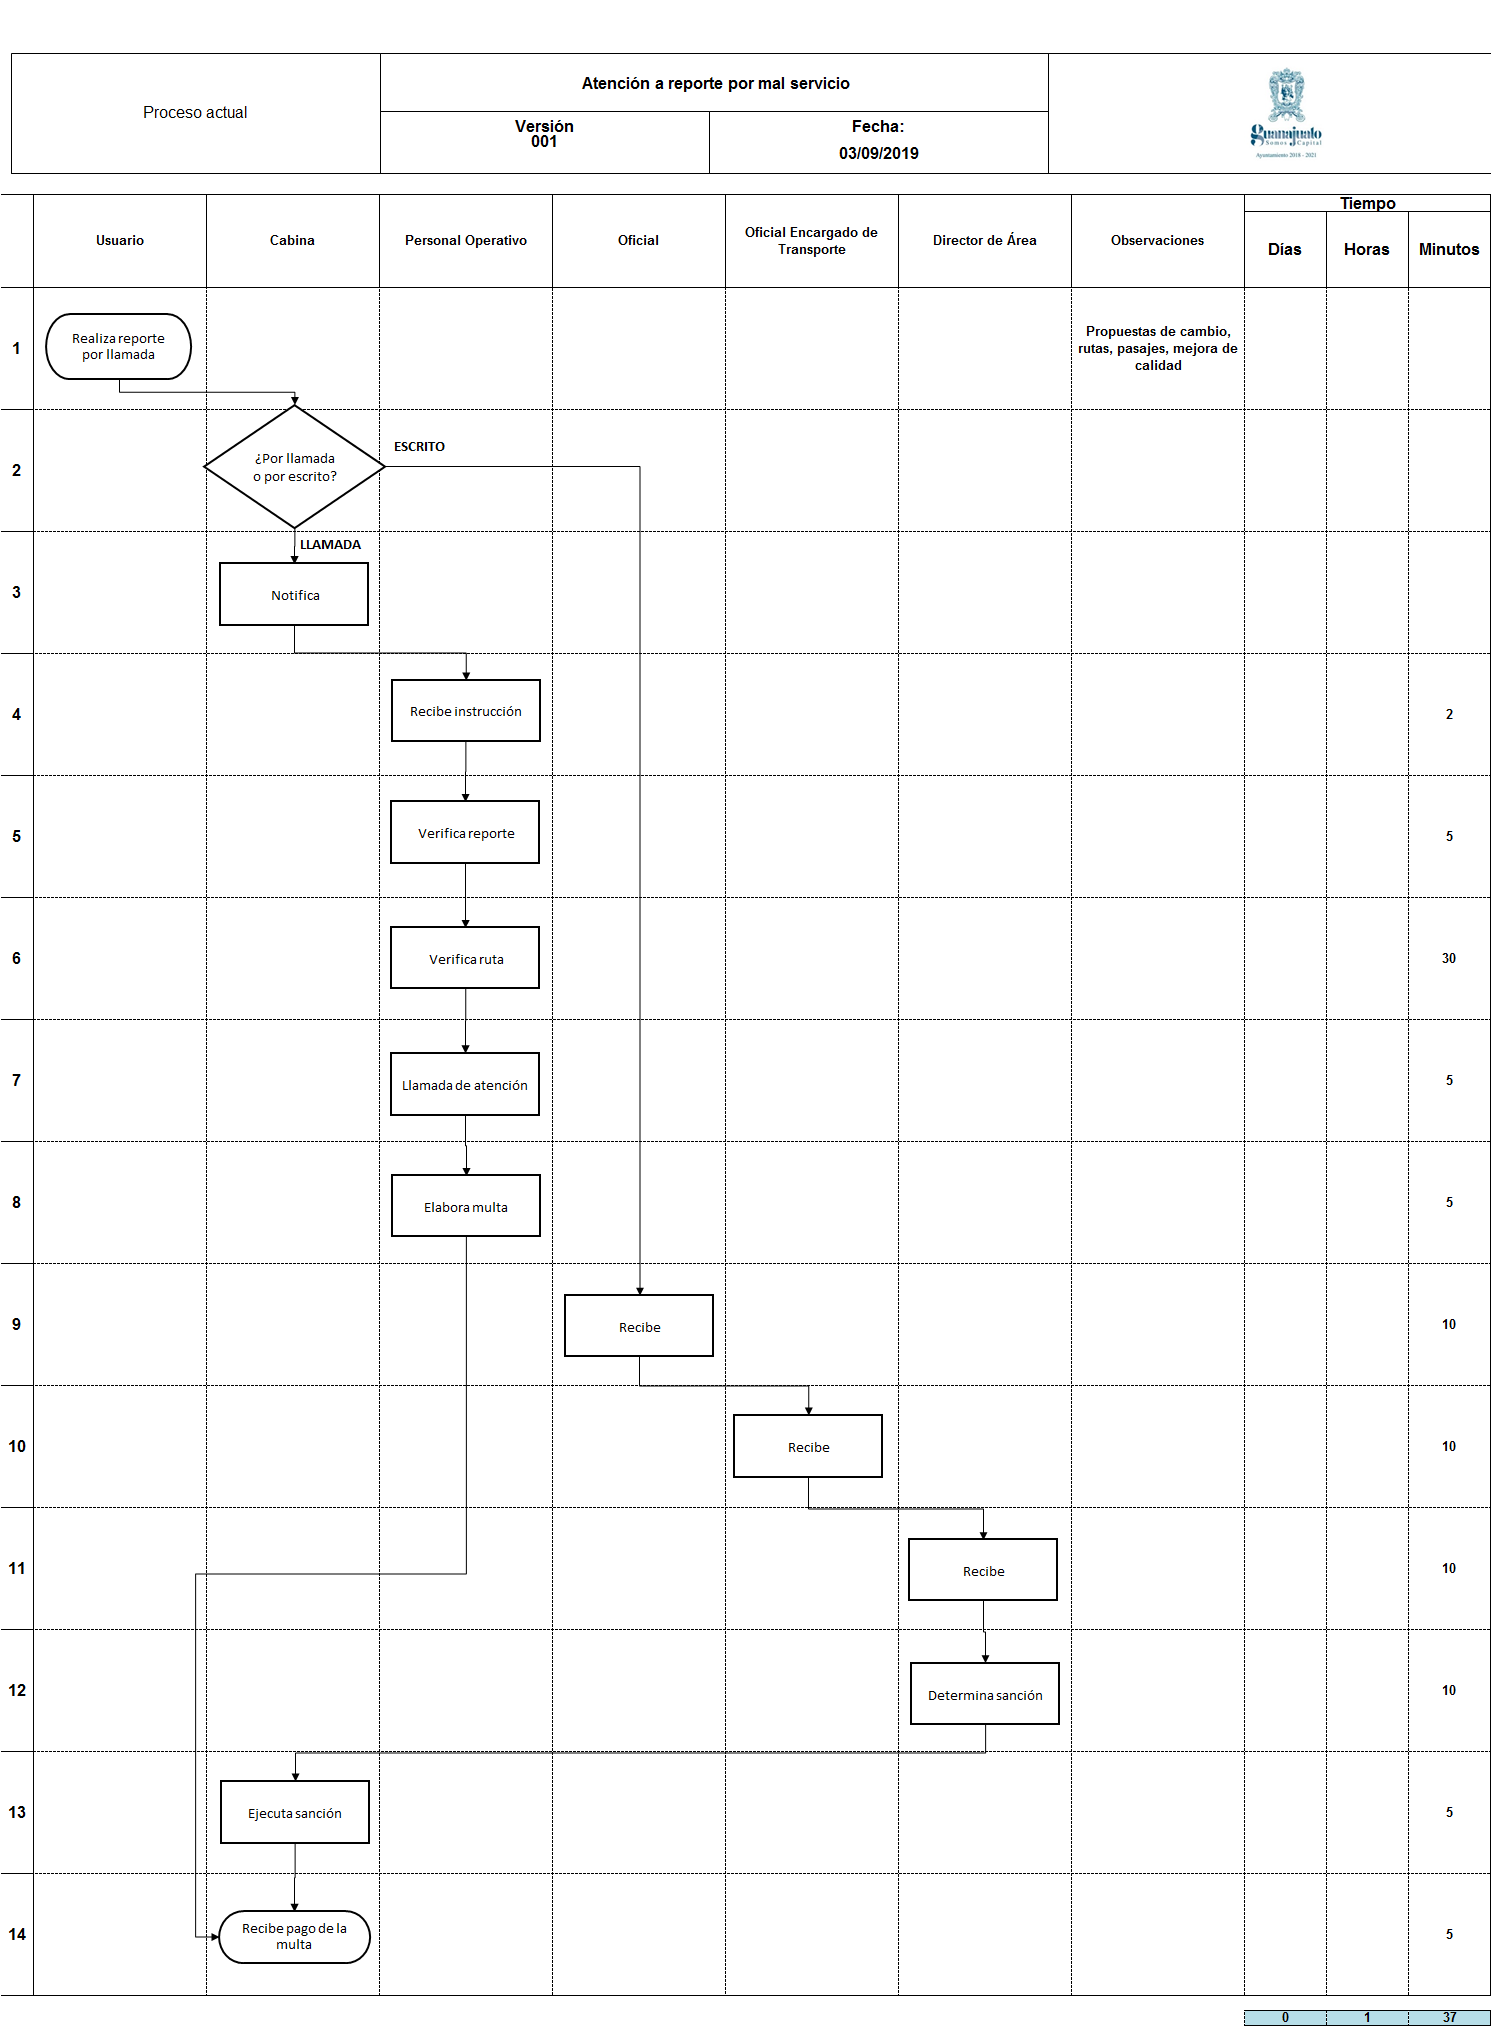 Proceso actual
Atención a reporte por mal servicio
Versión
001
Fecha:
03/09/2019
Guanajuato
Somos Capital
Ayuntamiento 2018 - 2021
Tiempo
Usuario
Cabina
Personal Operativo
Oficial
Oficial Encargado de
Transporte
Director de Área
Observaciones
Días
Horas
Minutos
1
Realiza reporte
por llamada
Propuestas de cambio,
rutas, pasajes, mejora de
calidad
2
¿Por llamada
o por escrito?
ESCRITO
LLAMADA
3
Notifica
4
Recibe instrucción
2
5
Verifica reporte
5
6
Verifica ruta
30
7
Llamada de atención
5
8
Elabora multa
5
9
Recibe
10
10
Recibe
10
11
Recibe
10
12
Determina sanción
10
13
Ejecuta sanción
5
14
Recibe pago de la
multa
5
0
1
37